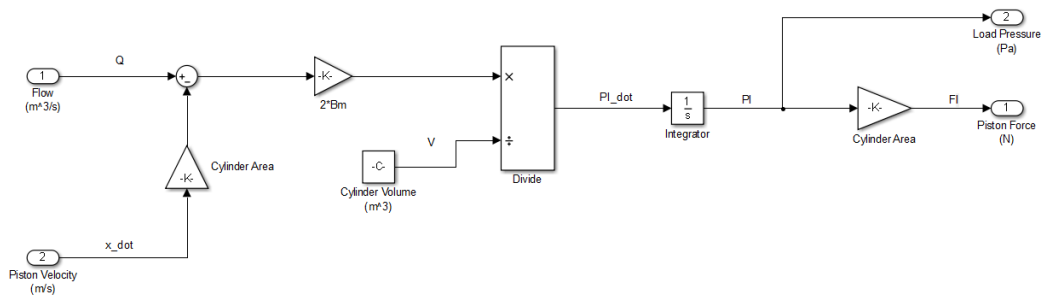 2
Load Pressure
(Pa)
Q
1
Flow
(m^3/s)
+
-
-K-
2*Bm
×
÷
Divide
Pl_dot
1
s
Integrator
Pl
-K-
Cylinder Area
Fl
1
Piston Force
(N)
V
-C-
Cylinder Volume
(m^3)
Cylinder Area
-K-
x_dot
2
Piston Velocity
(m/s)